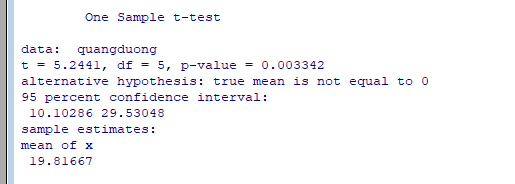 One Sample t-test
data: quangduong
t = 5.2441, df = 5, p-value = 0.003342
alternative hypothesis: true mean is not equal to 0
95 percent confidence interval:
10.10286 29.53048
sample estimates:
mean of x
19.81667